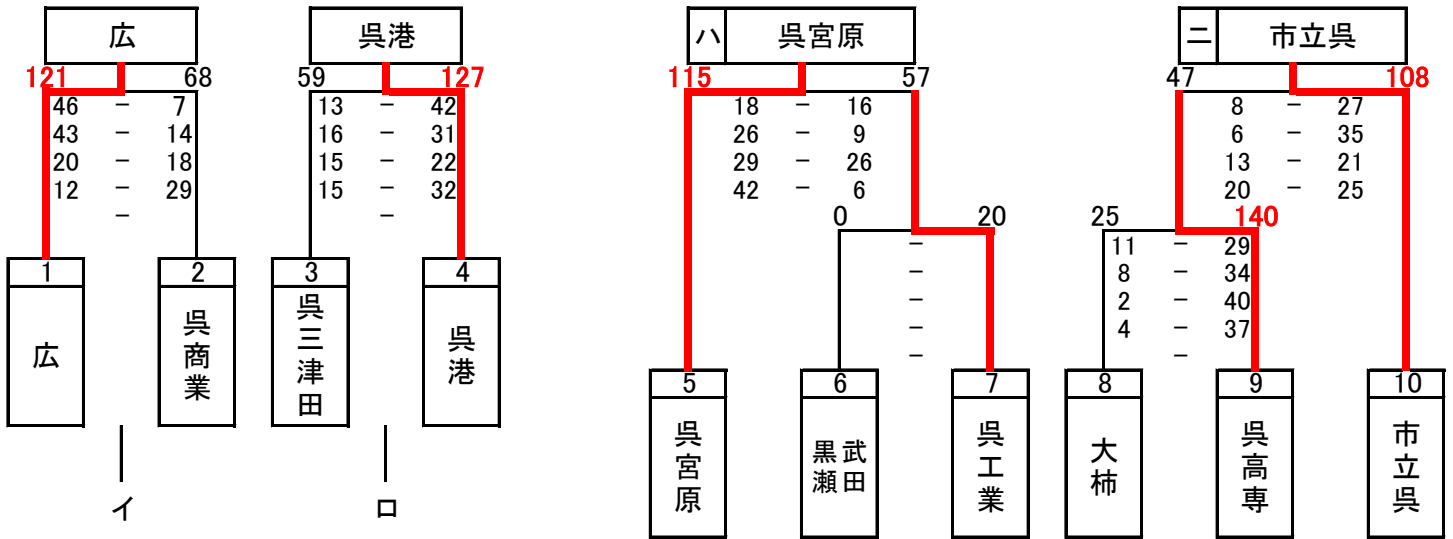 広 呉港 ハ 呉宮原 ニ 市立呉
121 68 59 127 115 57 47 108
46 - 7 13 - 42 18 - 16 8 - 27
43 - 14 16 - 31 26 - 9 6 - 35
20 - 18 15 - 22 29 - 26 13 - 21
12 - 29 15 - 32 42 - 6 20 - 25
- - 0 20 25 140
- 11 - 29
- 8 - 34
- 2 - 40
- 4 - 37
- -
1 2 3 4
広 呉商業 呉三津田 呉港
5 6 7 8 9 10
呉宮原 武田 黒瀬 呉工業 大柿 呉高専 市立呉
イ ロ